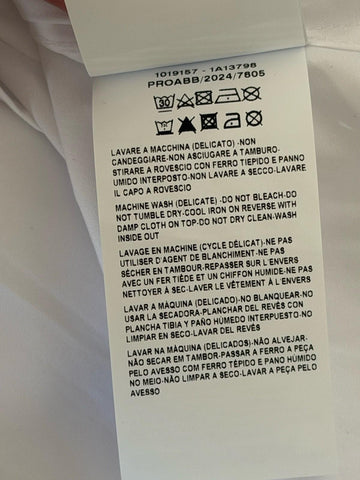 1019157 - 1A13798
PROABB/2024/7805
30
LAVARE A MACCHINA (DELICATO) -NON
CANDEGGIARE-NON ASCIUGARE A TAMBURO-
STIRARE A ROVESCIO CON FERRO TIEPIDO E PANNO
UMIDO INTERPOSTO-NON LAVARE A SECCO-LAVARE
IL CAPO A ROVESCIO
MACHINE WASH (DELICATE) -DO NOT BLEACH-DO
NOT TUMBLE DRY-COOL IRON ON REVERSE WITH
DAMP CLOTH ON TOP-DO NOT DRY CLEAN-WASH
INSIDE OUT
LAVAGE EN MACHINE (CYCLE DÉLICAT)-NE PAS
UTILISER D'AGENT DE BLANCHIMENT-NE PAS
SÉCHER EN TAMBOUR-REPASSER SUR L'ENVERS
AVEC UN FER TIÈDE ET UN CHIFFON HUMIDE-NE PAS
NETTOYER À SEC-LAVER LE VÊTEMENT À L'ENVERS
LAVAR A MÁQUINA (DELICADO)-NO BLANQUEAR-NO
USAR LA SECADORA-PLANCHAR DEL REVÉS CON
PLANCHA TIBIA Y PAÑO HÚMEDO INTERPUESTO-NO
LIMPIAR EN SECO-LAVAR DEL REVÉS
LAVAR NA MÁQUINA (DELICADOS)-NÃO ALVEJAR-
NÃO SECAR EM TAMBOR-PASSAR A FERRO A PEÇA
PELO AVESSO COM FERRO TÉPIDO E PANO HÚMIDO
NO MEIO-NÃO LIMPAR A SECO-LAVAR A PEÇA PELO
AVESSO